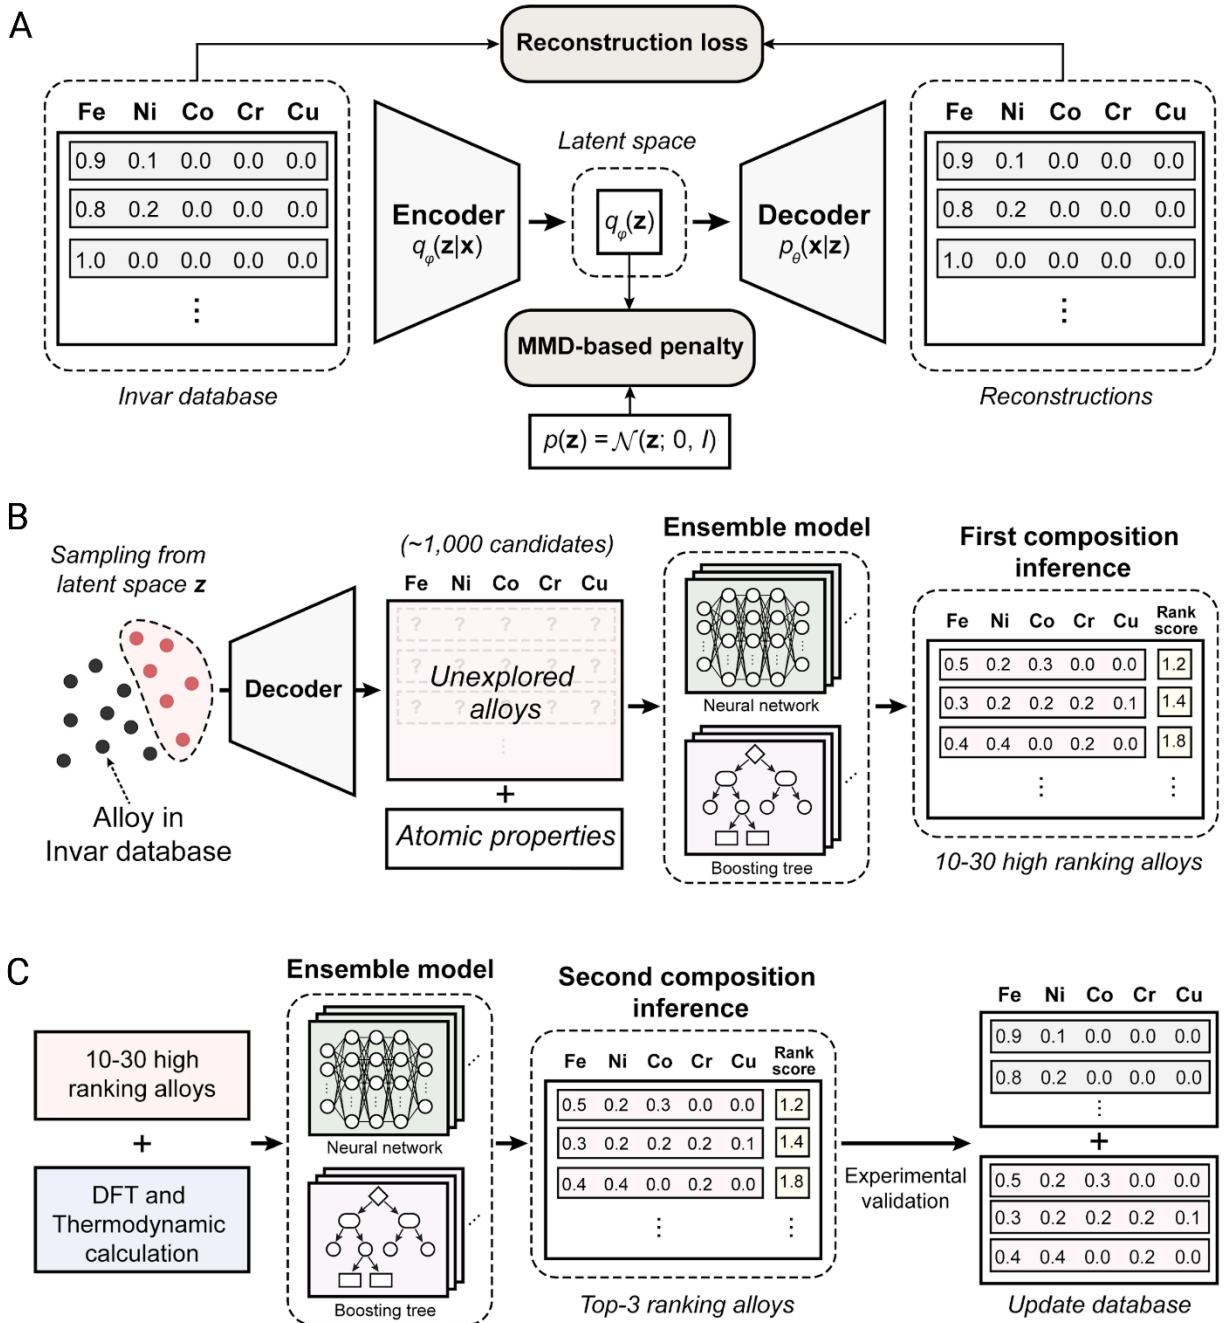 A
Reconstruction loss
Fe Ni Co Cr Cu
0.9 0.1 0.0 0.0 0.0
0.8 0.2 0.0 0.0 0.0
1.0 0.0 0.0 0.0 0.0
⋮
Invar database
Encoder
qφ(z|x)
Latent space
qφ(z)
MMD-based penalty
p(z) = 𝒩(z; 0, I)
Decoder
pθ(x|z)
Fe Ni Co Cr Cu
0.9 0.1 0.0 0.0 0.0
0.8 0.2 0.0 0.0 0.0
1.0 0.0 0.0 0.0 0.0
⋮
Reconstructions
B
Sampling from
latent space z
Alloy in
Invar database
Decoder
(~1,000 candidates)
Fe Ni Co Cr Cu
? ? ? ? ?
? ? ? ? ?
Unexplored
alloys
? ? ? ? ?
⋮
+
Atomic properties
Ensemble model
Neural network
Boosting tree
First composition
inference
Fe Ni Co Cr Cu Rank
score
0.5 0.2 0.3 0.0 0.0 1.2
0.3 0.2 0.2 0.2 0.1 1.4
0.4 0.4 0.0 0.2 0.0 1.8
⋮ ⋮
10-30 high ranking alloys
C
10-30 high
ranking alloys
+
DFT and
Thermodynamic
calculation
Ensemble model
Neural network
Boosting tree
Second composition
inference
Fe Ni Co Cr Cu Rank
score
0.5 0.2 0.3 0.0 0.0 1.2
0.3 0.2 0.2 0.2 0.1 1.4
0.4 0.4 0.0 0.2 0.0 1.8
⋮ ⋮
Top-3 ranking alloys
Experimental
validation
Fe Ni Co Cr Cu
0.9 0.1 0.0 0.0 0.0
0.8 0.2 0.0 0.0 0.0
⋮
+
0.5 0.2 0.3 0.0 0.0
0.3 0.2 0.2 0.2 0.1
0.4 0.4 0.0 0.2 0.0
Update database